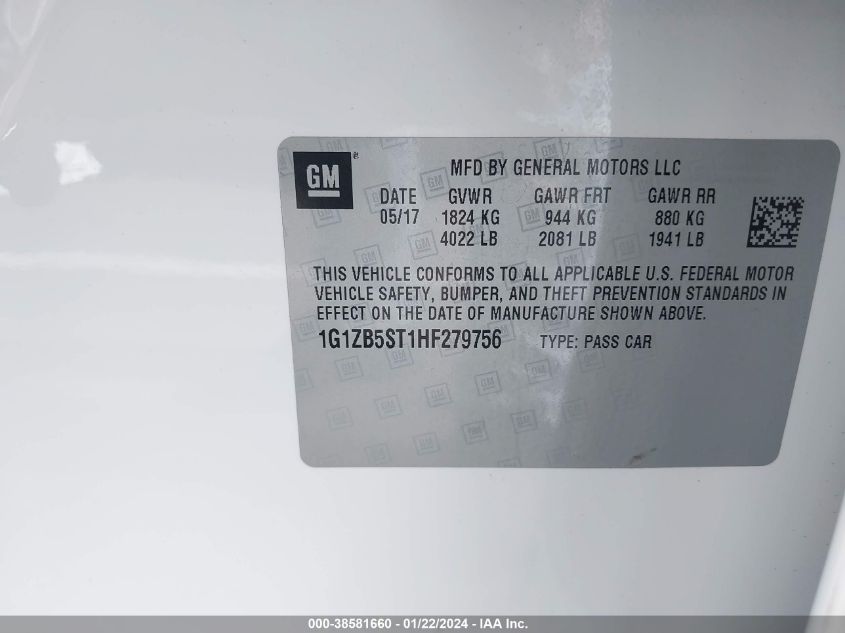 GM
MFD BY GENERAL MOTORS LLC
DATE GVWR GAWR FRT GAWR RR
05/17 1824 KG 944 KG 880 KG
4022 LB 2081 LB 1941 LB
THIS VEHICLE CONFORMS TO ALL APPLICABLE U.S. FEDERAL MOTOR
VEHICLE SAFETY, BUMPER, AND THEFT PREVENTION STANDARDS IN
EFFECT ON THE DATE OF MANUFACTURE SHOWN ABOVE.
1G1ZB5ST1HF279756 TYPE: PASS CAR
000-38581660 - 01/22/2024 - IAA Inc.